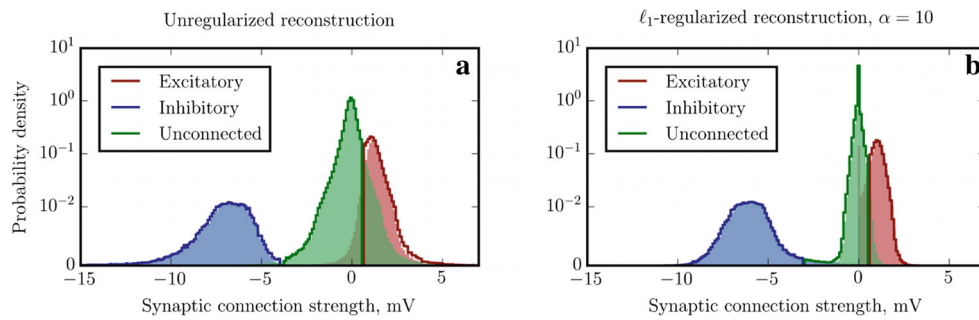 Unregularized reconstruction
10^1
10^0
10^-1
10^-2
0
Probability density
a
Excitatory
Inhibitory
Unconnected
−15 −10 −5 0 5
Synaptic connection strength, mV
ℓ1-regularized reconstruction, α = 10
10^1
10^0
10^-1
10^-2
0
b
Excitatory
Inhibitory
Unconnected
−15 −10 −5 0 5
Synaptic connection strength, mV